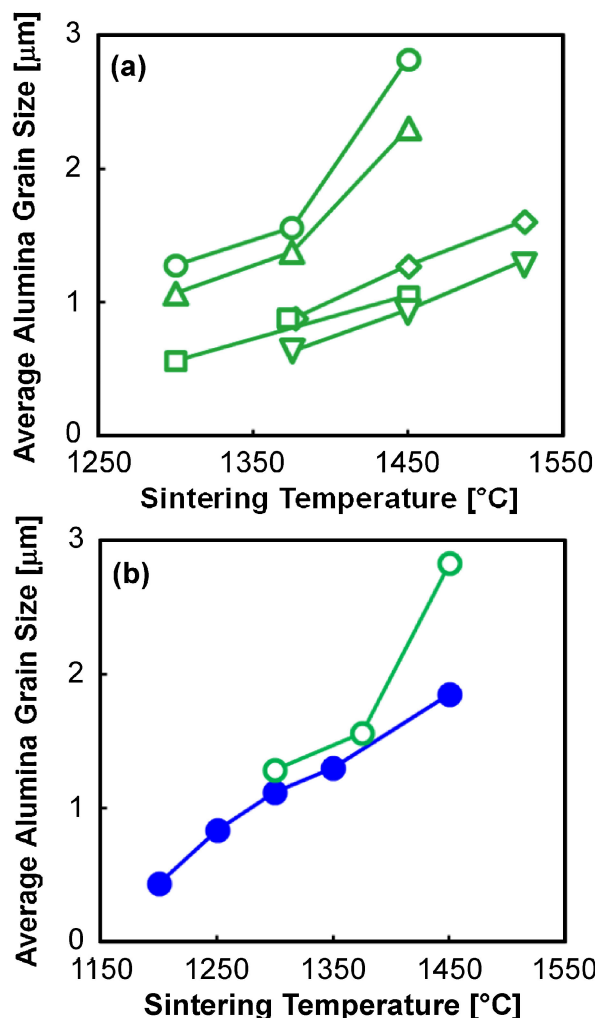 (a)
Average Alumina Grain Size [µm]
3
2
1
0
1250 1350 1450 1550
Sintering Temperature [°C]
(b)
Average Alumina Grain Size [µm]
3
2
1
0
1150 1250 1350 1450 1550
Sintering Temperature [°C]